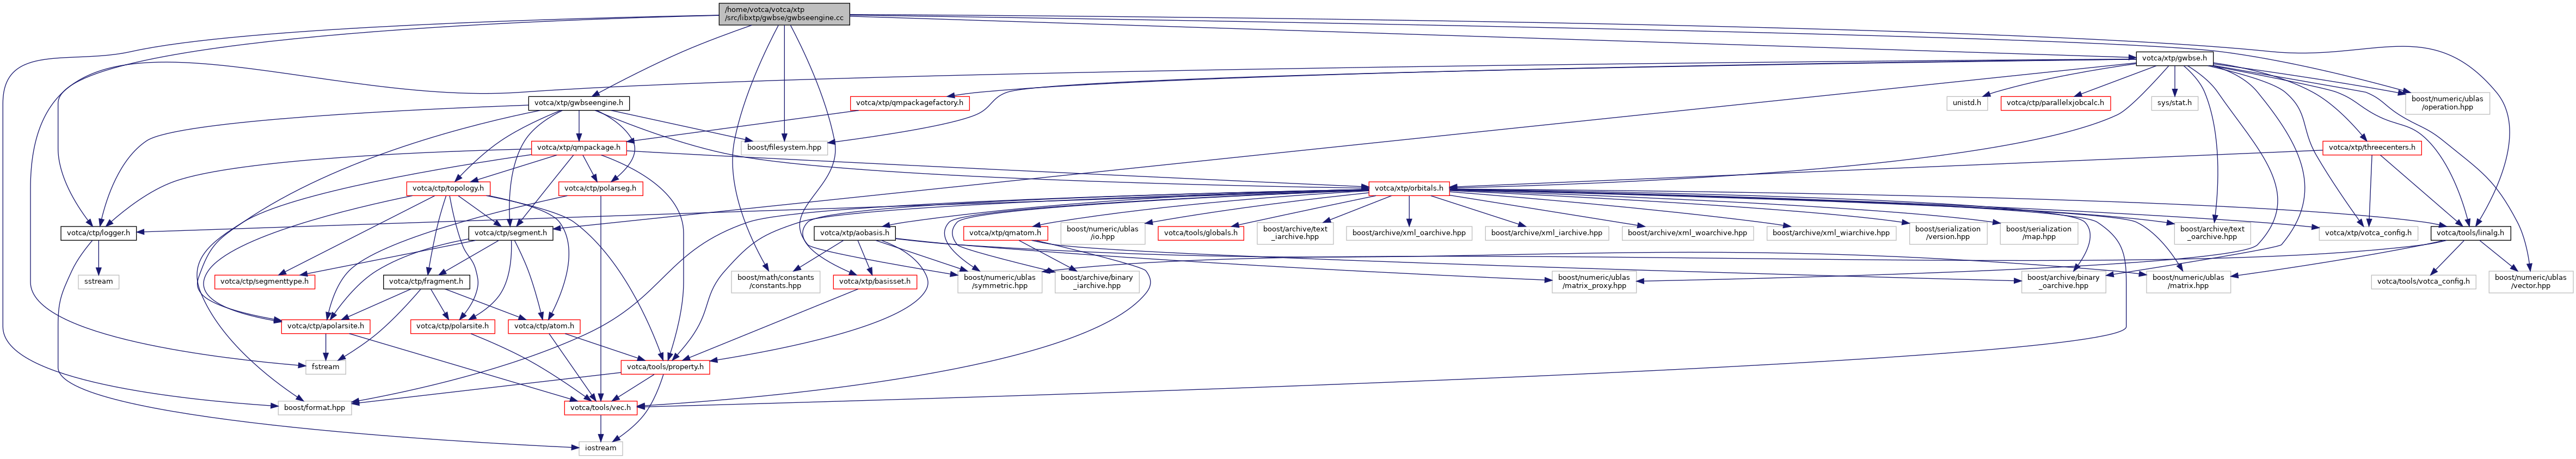 /home/votca/votca/xtp
/src/libxtp/gwbse/gwbseengine.cc
votca/xtp/gwbse.h
votca/xtp/gwbseengine.h
votca/xtp/qmpackagefactory.h
unistd.h
votca/ctp/parallelxjobcalc.h
sys/stat.h
boost/numeric/ublas
/operation.hpp
votca/xtp/qmpackage.h
boost/filesystem.hpp
votca/xtp/threecenters.h
votca/ctp/topology.h
votca/ctp/polarseg.h
votca/xtp/orbitals.h
votca/ctp/logger.h
votca/ctp/segment.h
votca/xtp/aobasis.h
votca/xtp/qmatom.h
boost/numeric/ublas
/io.hpp
votca/tools/globals.h
boost/archive/text
_iarchive.hpp
boost/archive/xml_oarchive.hpp
boost/archive/xml_iarchive.hpp
boost/archive/xml_woarchive.hpp
boost/archive/xml_wiarchive.hpp
boost/serialization
/version.hpp
boost/serialization
/map.hpp
boost/archive/text
_oarchive.hpp
votca/xtp/votca_config.h
votca/tools/linalg.h
sstream
votca/ctp/segmenttype.h
votca/ctp/fragment.h
boost/math/constants
/constants.hpp
votca/xtp/basisset.h
boost/numeric/ublas
/symmetric.hpp
boost/archive/binary
_iarchive.hpp
boost/numeric/ublas
/matrix_proxy.hpp
boost/archive/binary
_oarchive.hpp
boost/numeric/ublas
/matrix.hpp
votca/tools/votca_config.h
boost/numeric/ublas
/vector.hpp
votca/ctp/apolarsite.h
votca/ctp/polarsite.h
votca/ctp/atom.h
fstream
votca/tools/property.h
boost/format.hpp
votca/tools/vec.h
iostream